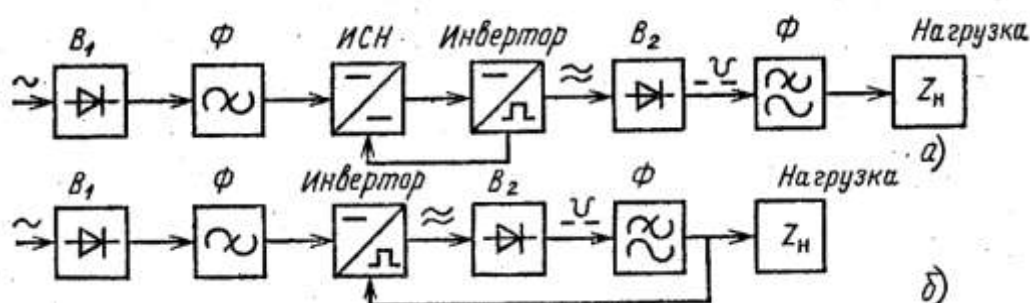 В₁ Ф ИСН Инвертор В₂ Ф Нагрузка
Zн
а)
В₁ Ф Инвертор В₂ Ф Нагрузка
Zн
б)